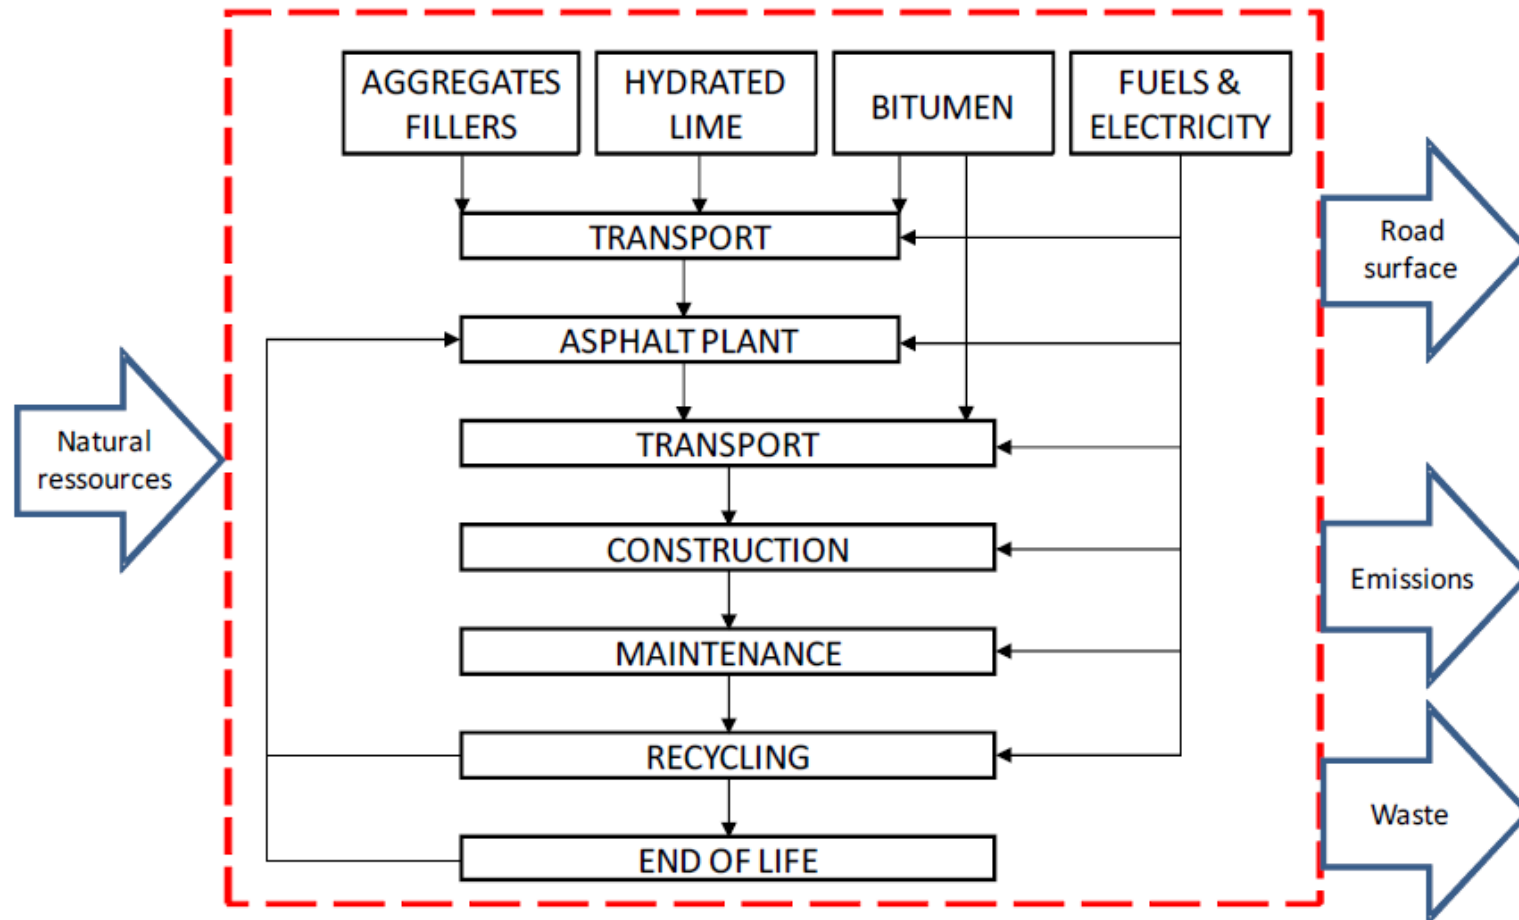 AGGREGATES
FILLERS
HYDRATED
LIME
BITUMEN
FUELS &
ELECTRICITY
TRANSPORT
Road
surface
ASPHALT PLANT
Natural
ressources
TRANSPORT
CONSTRUCTION
Emissions
MAINTENANCE
RECYCLING
Waste
END OF LIFE